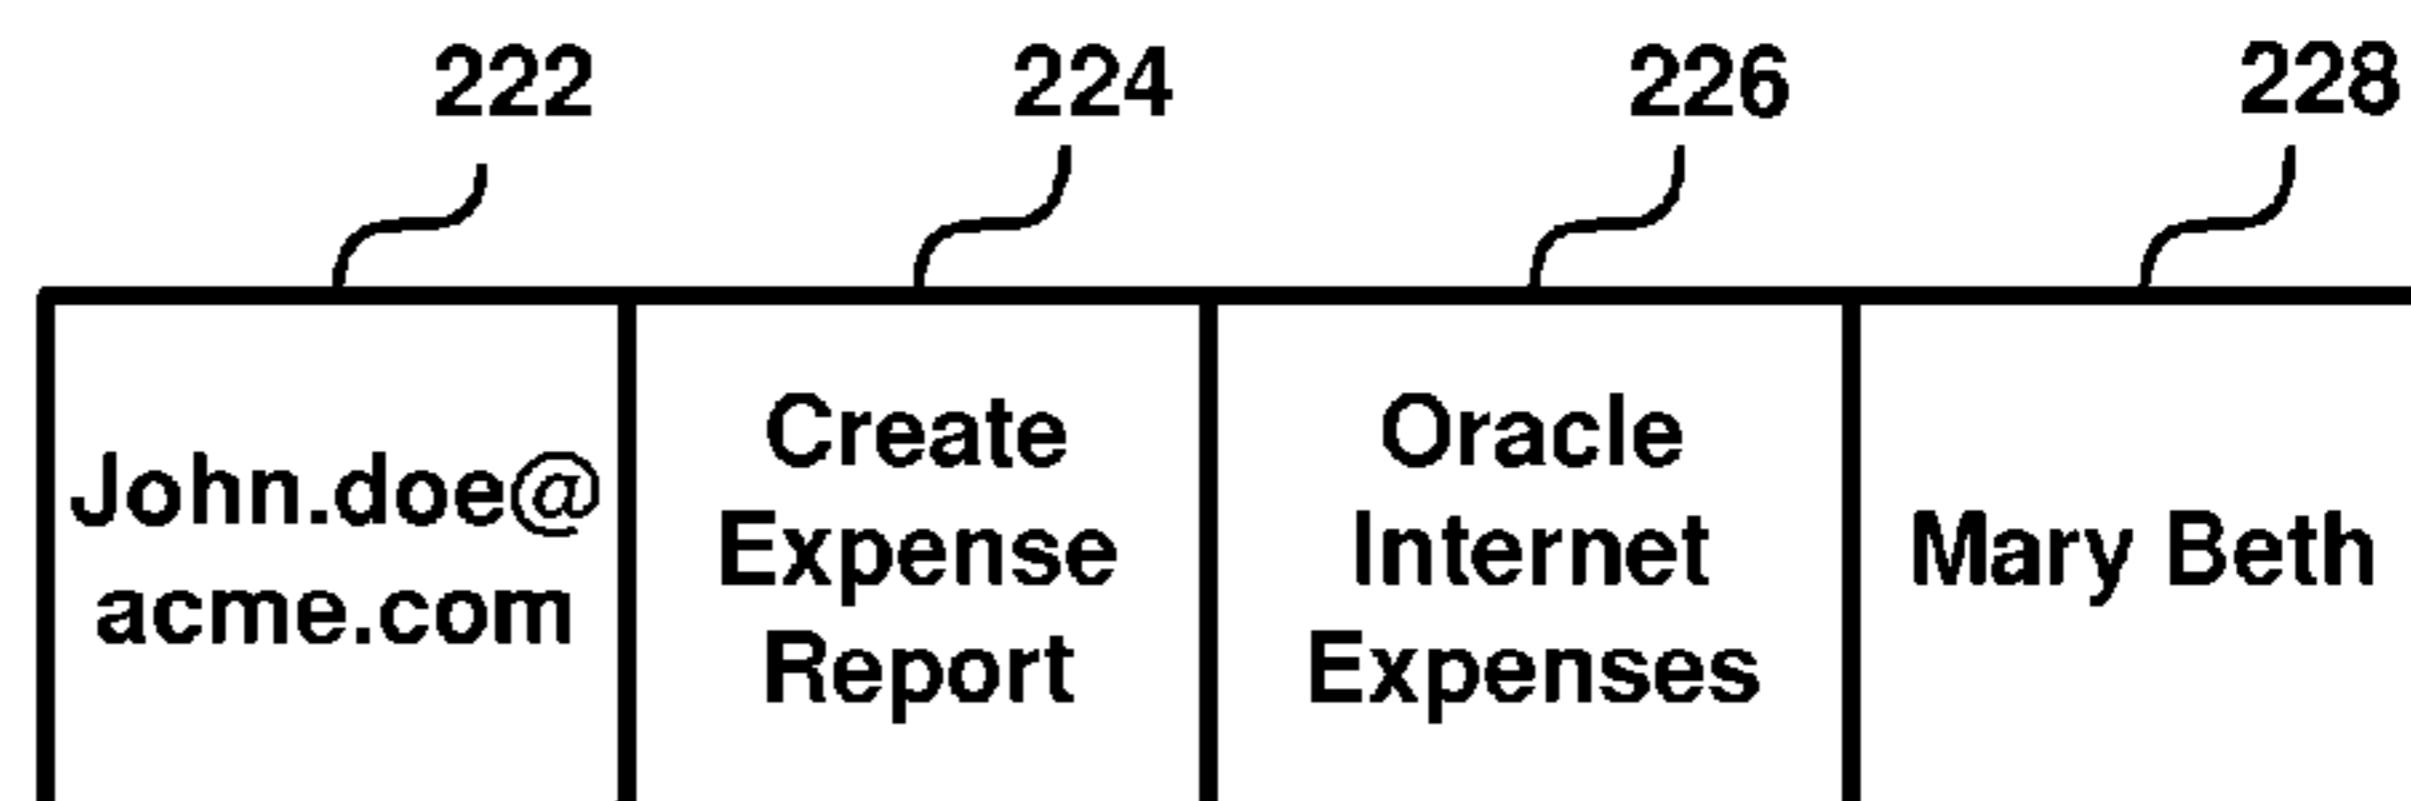 222
224
226
228
John.doe@
acme.com
Create
Expense
Report
Oracle
Internet
Expenses
Mary Beth